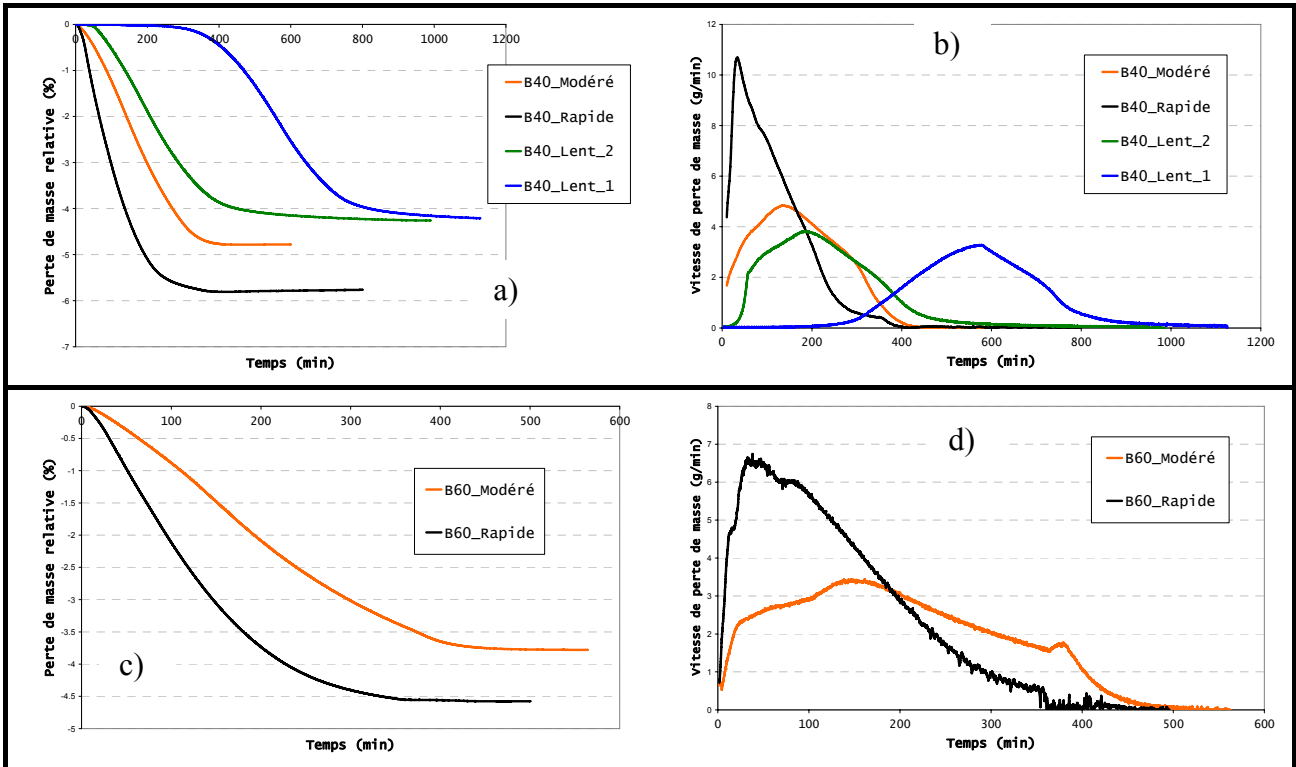 a)
0
0
200
400
600
800
1000
1200
-1
-2
-3
-4
-5
-6
-7
Perte de masse relative (%)
Temps (min)
B40_Modéré
B40_Rapide
B40_Lent_2
B40_Lent_1
b)
12
10
8
6
4
2
0
0
200
400
600
800
1000
1200
Vitesse de perte de masse (g/min)
Temps (min)
B40_Modéré
B40_Rapide
B40_Lent_2
B40_Lent_1
c)
0
0
100
200
300
400
500
600
-0.5
-1
-1.5
-2
-2.5
-3
-3.5
-4
-4.5
-5
Perte de masse relative (%)
Temps (min)
B60_Modéré
B60_Rapide
d)
8
7
6
5
4
3
2
1
0
0
100
200
300
400
500
600
Vitesse de perte de masse (g/min)
Temps (min)
B60_Modéré
B60_Rapide